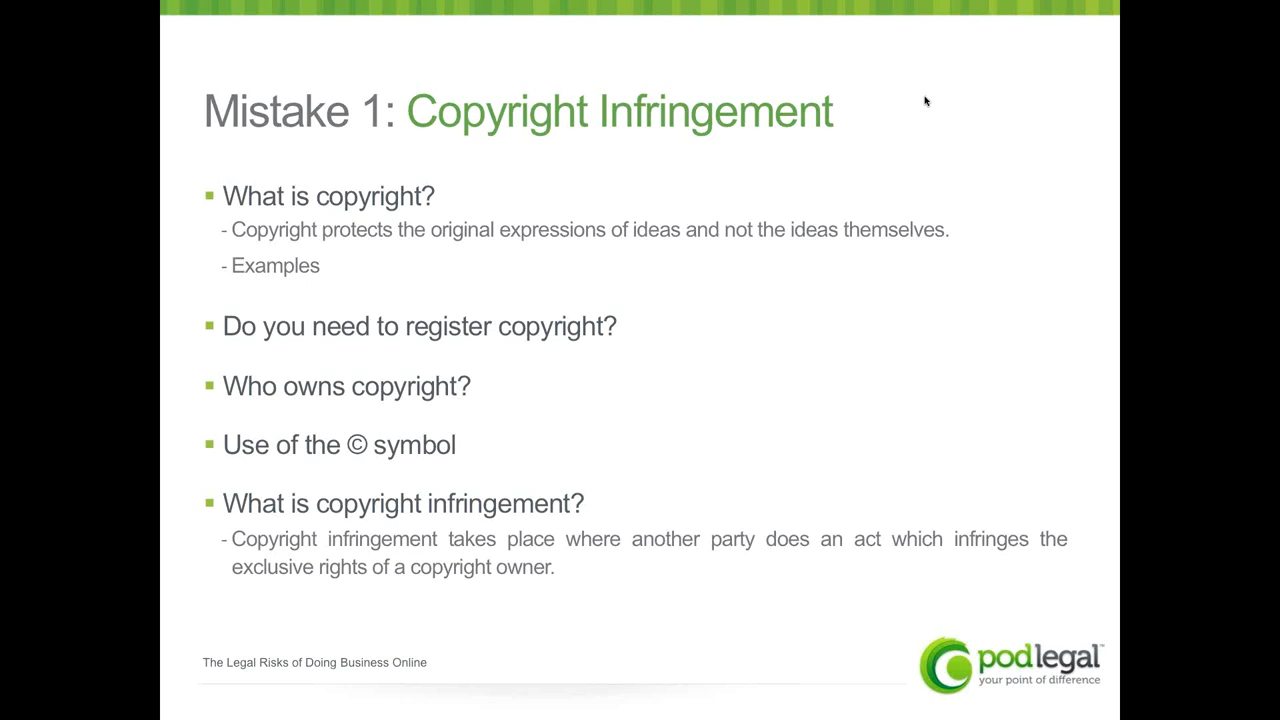 Mistake 1: Copyright Infringement
▪ What is copyright?
- Copyright protects the original expressions of ideas and not the ideas themselves.
- Examples
▪ Do you need to register copyright?
▪ Who owns copyright?
▪ Use of the © symbol
▪ What is copyright infringement?
- Copyright infringement takes place where another party does an act which infringes the
exclusive rights of a copyright owner.
The Legal Risks of Doing Business Online
podlegal™
your point of difference